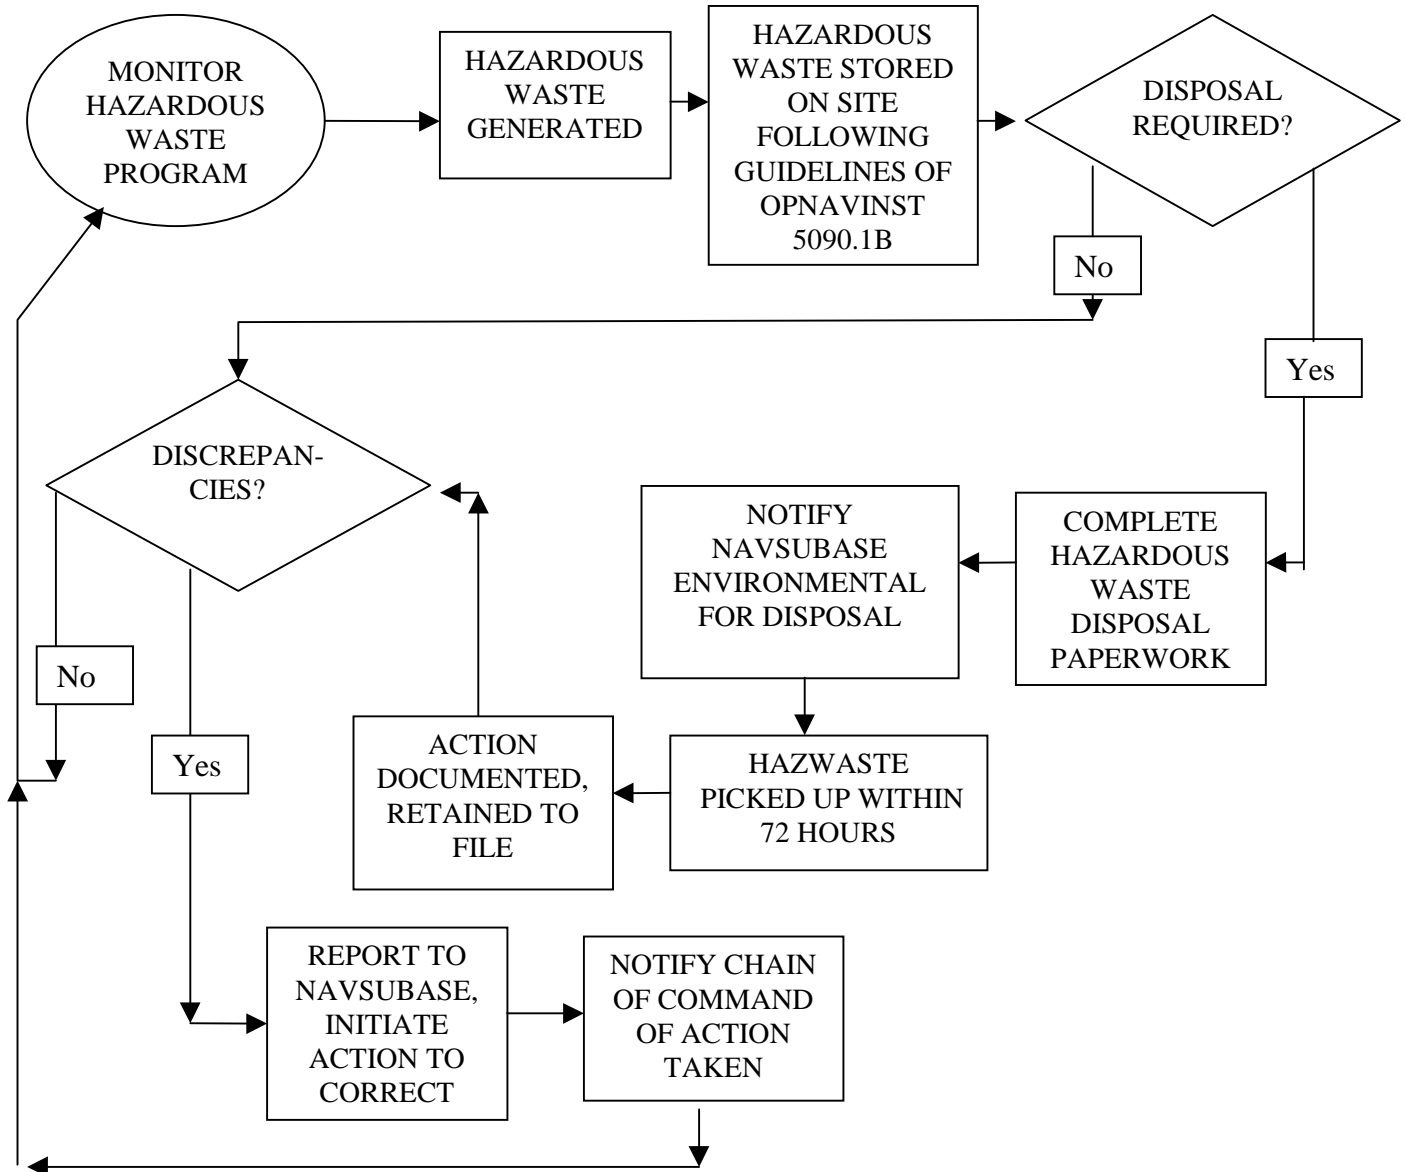 MONITOR
HAZARDOUS
WASTE
PROGRAM
HAZARDOUS
WASTE
GENERATED
HAZARDOUS
WASTE STORED
ON SITE
FOLLOWING
GUIDELINES OF
OPNAVINST
5090.1B
DISPOSAL
REQUIRED?
No
Yes
DISCREPAN-
CIES?
NOTIFY
NAVSUBASE
ENVIRONMENTAL
FOR DISPOSAL
COMPLETE
HAZARDOUS
WASTE
DISPOSAL
PAPERWORK
No
Yes
ACTION
DOCUMENTED,
RETAINED TO
FILE
HAZWASTE
PICKED UP WITHIN
72 HOURS
REPORT TO
NAVSUBASE,
INITIATE
ACTION TO
CORRECT
NOTIFY CHAIN
OF COMMAND
OF ACTION
TAKEN